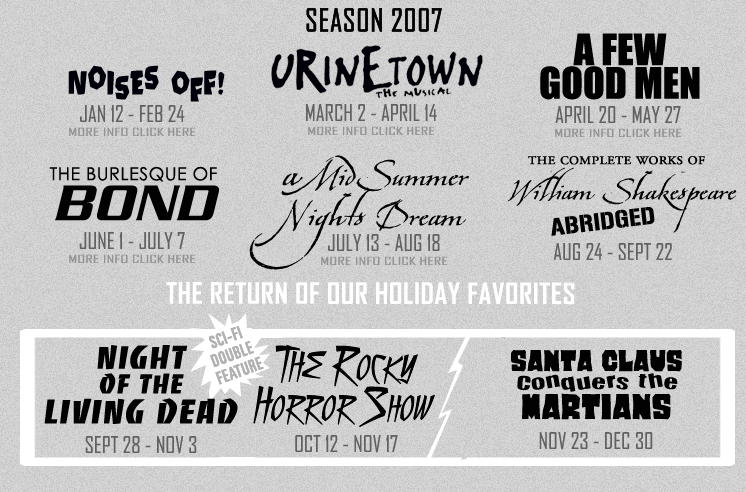 SEASON 2007
NOISES OFF!
JAN 12 - FEB 24
MORE INFO CLICK HERE
URINETOWN
THE MUSICAL
MARCH 2 - APRIL 14
MORE INFO CLICK HERE
A FEW
GOOD MEN
APRIL 20 - MAY 27
MORE INFO CLICK HERE
THE BURLESQUE OF
BOND
JUNE 1 - JULY 7
MORE INFO CLICK HERE
a Mid Summer
Nights Dream
JULY 13 - AUG 18
MORE INFO CLICK HERE
THE COMPLETE WORKS OF
William Shakespeare
ABRIDGED
AUG 24 - SEPT 22
THE RETURN OF OUR HOLIDAY FAVORITES
NIGHT
OF THE
LIVING DEAD
SEPT 28 - NOV 3
SCI-FI
DOUBLE
FEATURE
THE ROCKY
HORROR SHOW
OCT 12 - NOV 17
SANTA CLAUS
conquers the
MARTIANS
NOV 23 - DEC 30